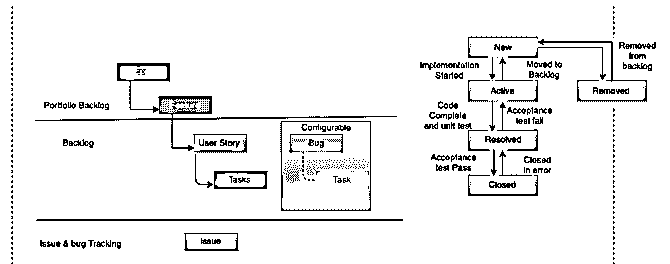 New
Removed
from
backlog
Implementation
Started
Moved to
Backlog
Active
Removed
Portfolio Backlog
Code
Complete
and unit test
Acceptance
test fail
Configurable
Backlog
User Story
Bug
Resolved
Acceptance
test Pass
Closed
in error
Tasks
Task
Closed
Issue & bug Tracking
Issue